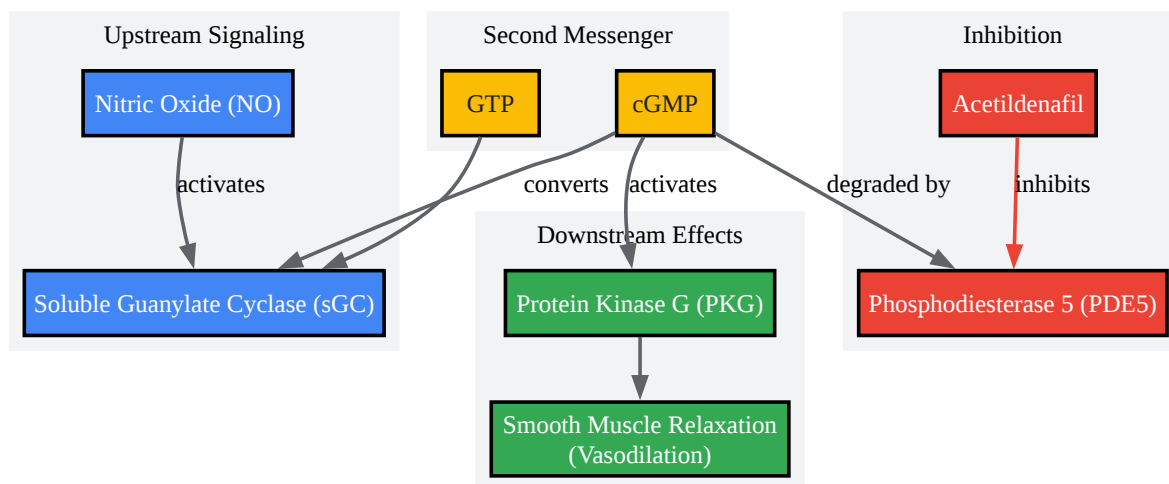 Upstream Signaling
Second Messenger
Inhibition
Nitric Oxide (NO)
GTP
cGMP
Acetildenafil
activates
converts
activates
degraded by
inhibits
Downstream Effects
Soluble Guanylate Cyclase (sGC)
Protein Kinase G (PKG)
Phosphodiesterase 5 (PDE5)
Smooth Muscle Relaxation
(Vasodilation)